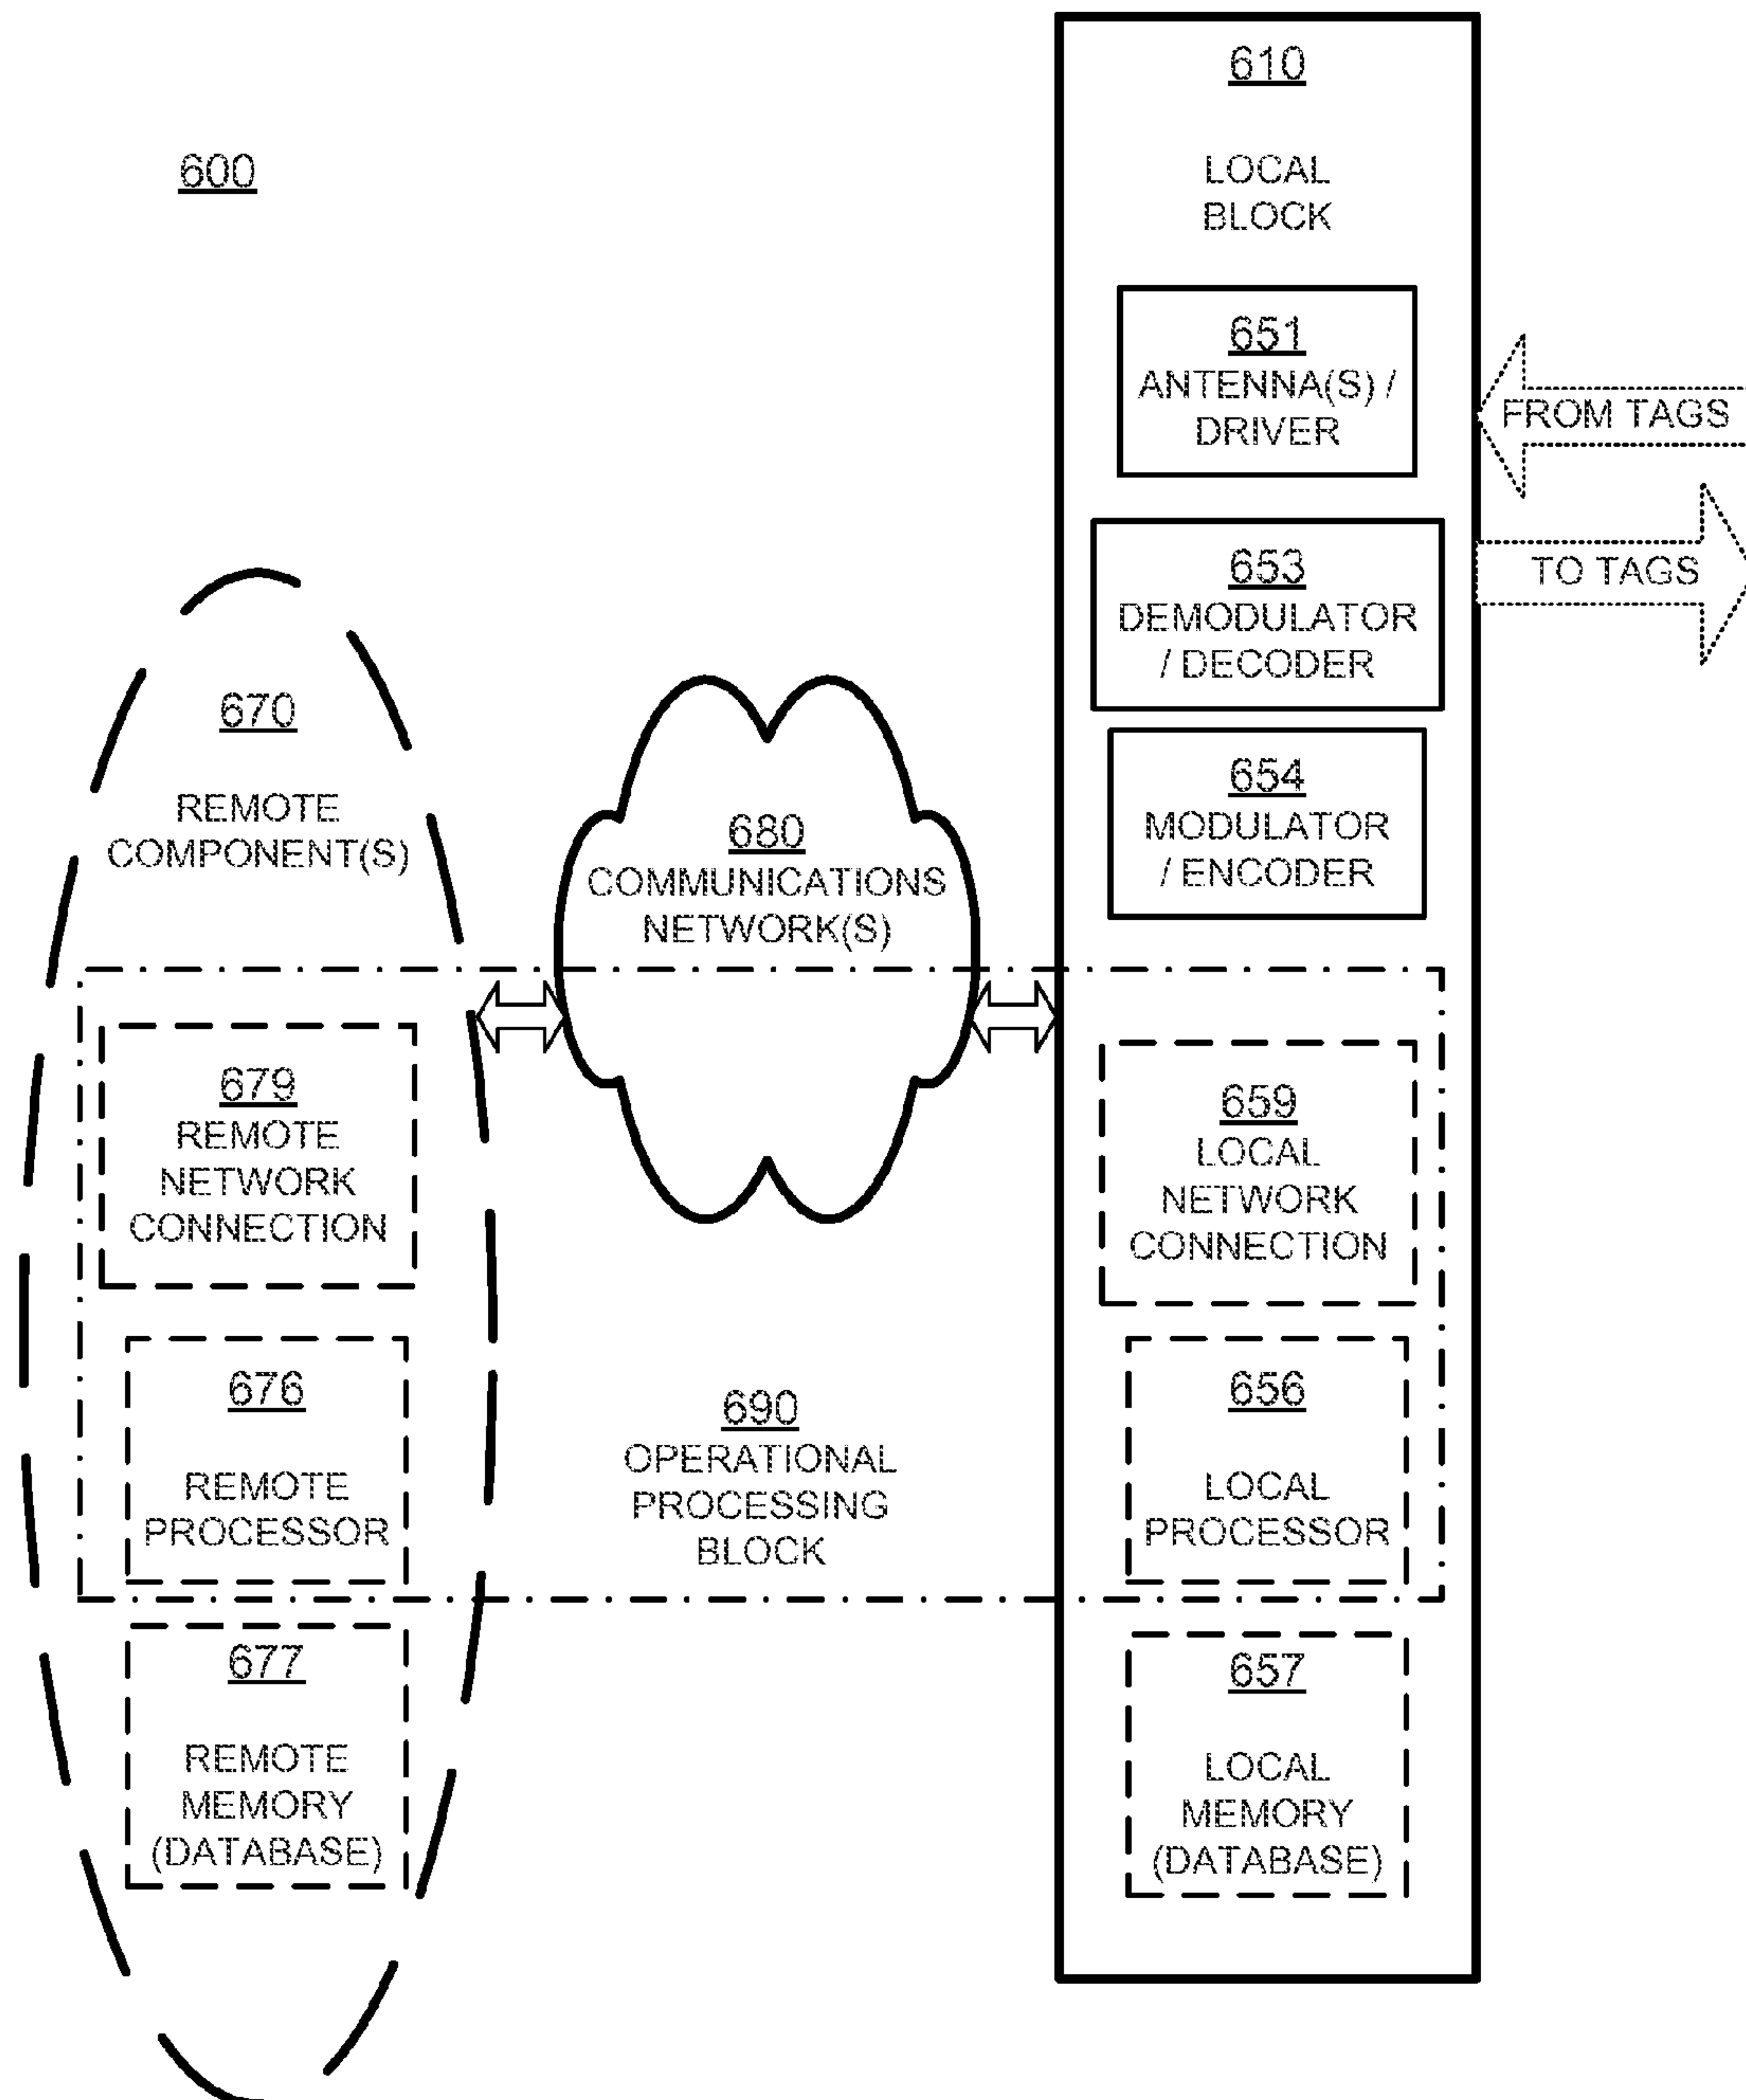 600
610
LOCAL
BLOCK
651
ANTENNA(S) /
DRIVER
FROM TAGS
653
DEMODULATOR
/ DECODER
TO TAGS
654
MODULATOR
/ ENCODER
670
REMOTE
COMPONENT(S)
680
COMMUNICATIONS
NETWORK(S)
679
REMOTE
NETWORK
CONNECTION
659
LOCAL
NETWORK
CONNECTION
676
REMOTE
PROCESSOR
690
OPERATIONAL
PROCESSING
BLOCK
656
LOCAL
PROCESSOR
677
REMOTE
MEMORY
(DATABASE)
657
LOCAL
MEMORY
(DATABASE)